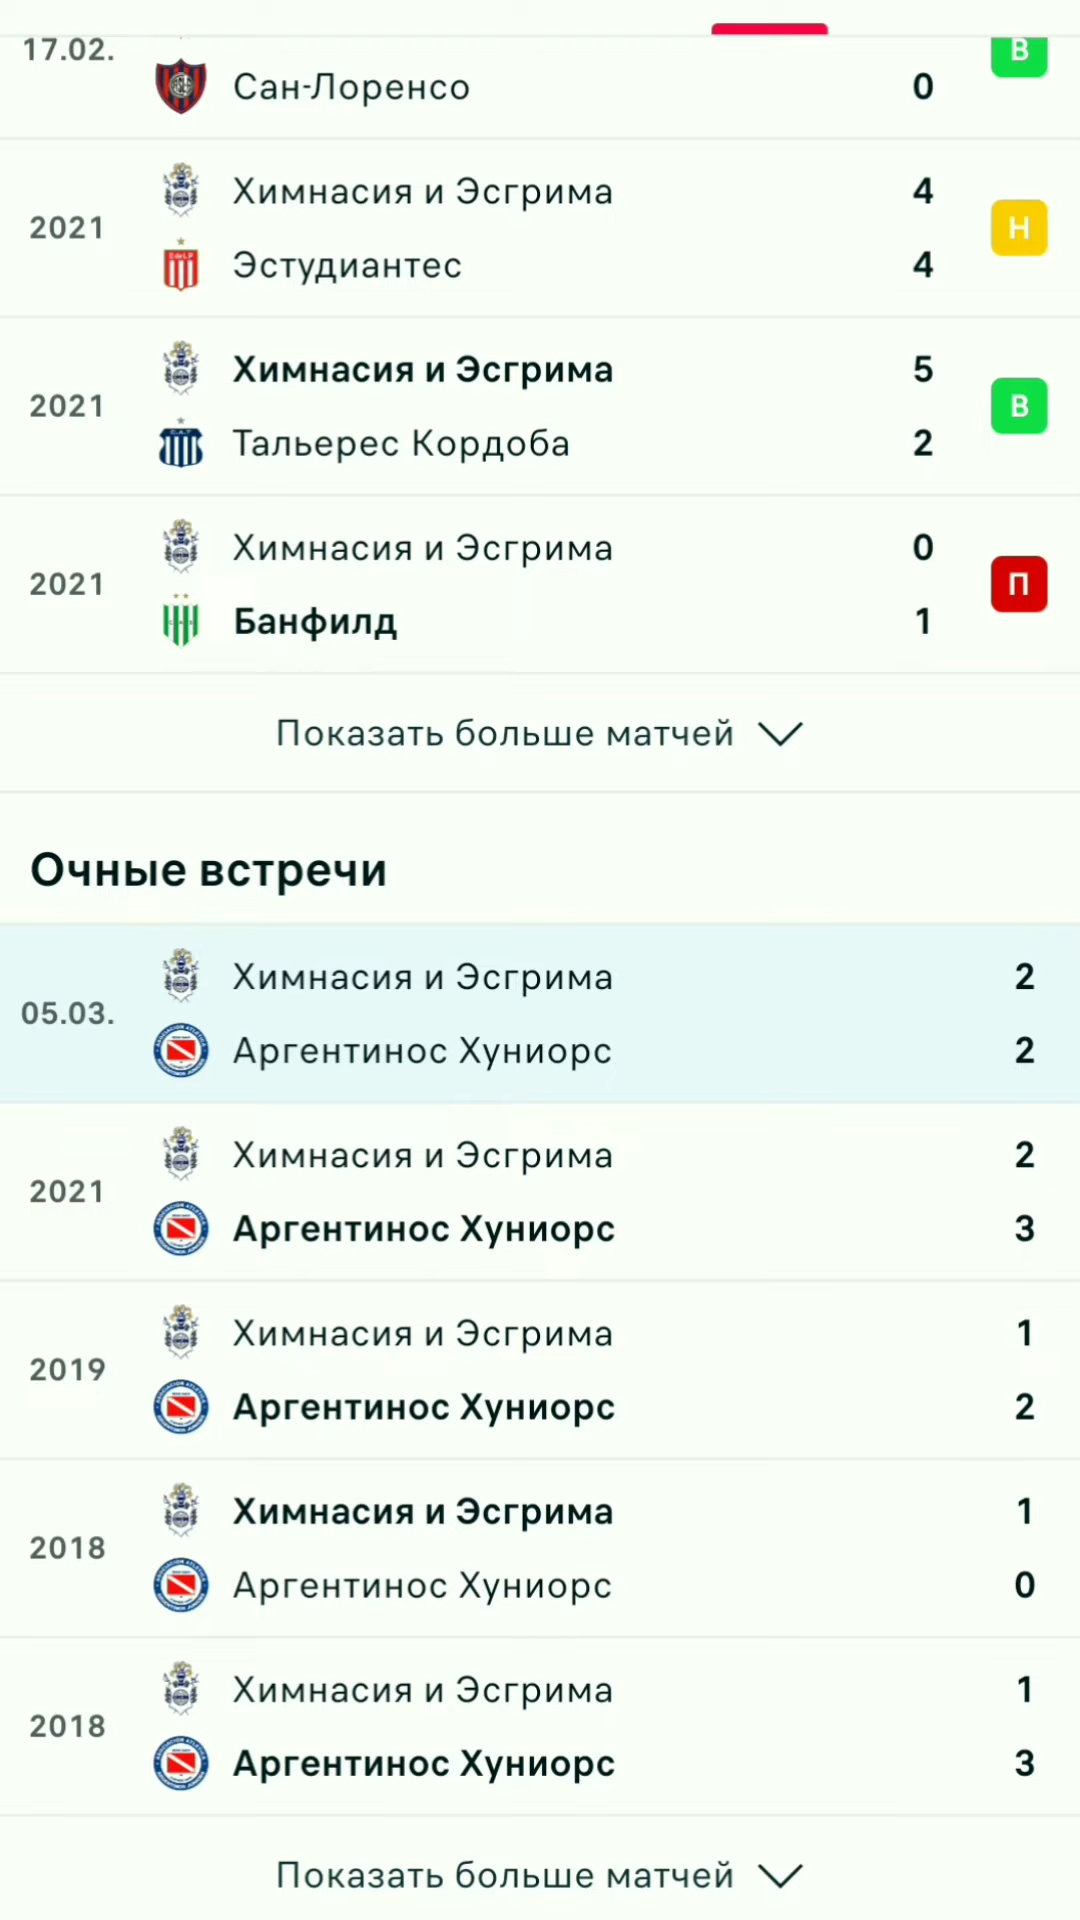 17.02.
Сан-Лоренсо 0 В
2021
Химнасия и Эсгрима 4
Эстудиантес 4
Н
2021
Химнасия и Эсгрима 5
Тальерес Кордоба 2
В
2021
Химнасия и Эсгрима 0
Банфилд 1
П
Показать больше матчей
Очные встречи
05.03.
Химнасия и Эсгрима 2
Аргентинос Хуниорс 2
2021
Химнасия и Эсгрима 2
Аргентинос Хуниорс 3
2019
Химнасия и Эсгрима 1
Аргентинос Хуниорс 2
2018
Химнасия и Эсгрима 1
Аргентинос Хуниорс 0
2018
Химнасия и Эсгрима 1
Аргентинос Хуниорс 3
Показать больше матчей